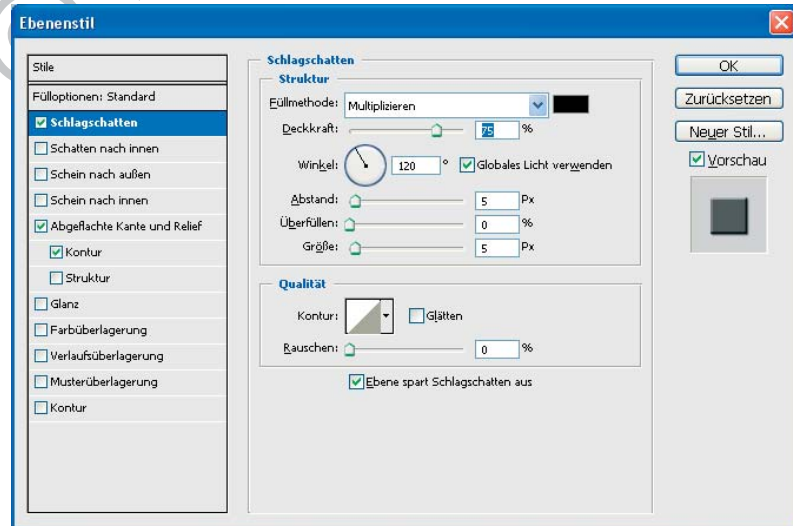 Ebenenstil
Stile
Fülloptionen: Standard
Schlagschatten
Schatten nach innen
Schein nach außen
Schein nach innen
Abgeflachte Kante und Relief
Kontur
Struktur
Glanz
Farbüberlagerung
Verlaufsüberlagerung
Musterüberlagerung
Kontur
Schlagschatten
Struktur
Füllmethode: Multiplizieren
Deckkraft: 75 %
Winkel: 120 ° Globales Licht verwenden
Abstand: 5 Px
Überfüllen: 0 %
Größe: 5 Px
Qualität
Kontur: Glätten
Rauschen: 0 %
Ebene spart Schlagschatten aus
OK
Zurücksetzen
Neuer Stil...
Vorschau